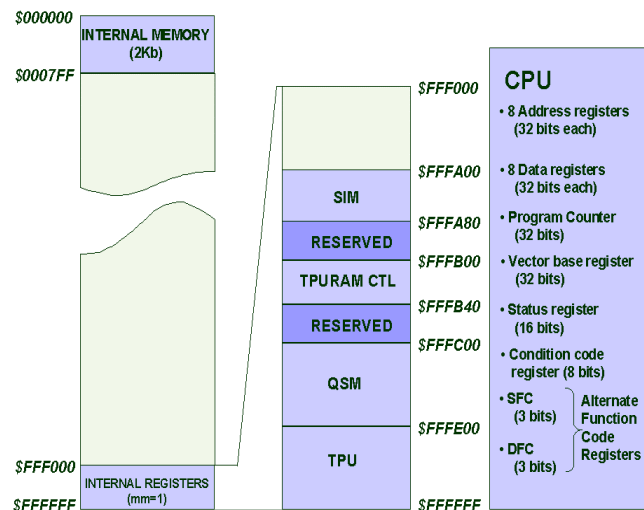 $000000
INTERNAL MEMORY
(2Kb)
$0007FF
$FFF000
INTERNAL REGISTERS
(mm=1)
$FFFFFF
$FFF000
$FFFA00
SIM
$FFFA80
RESERVED
$FFFB00
TPURAM CTL
$FFFB40
RESERVED
$FFFC00
QSM
$FFFE00
TPU
$FFFFFF
CPU
• 8 Address registers
(32 bits each)
• 8 Data registers
(32 bits each)
• Program Counter
(32 bits)
• Vector base register
(32 bits)
• Status register
(16 bits)
• Condition code
register (8 bits)
• SFC
(3 bits)
• DFC
(3 bits)
Alternate
Function
Code
Registers